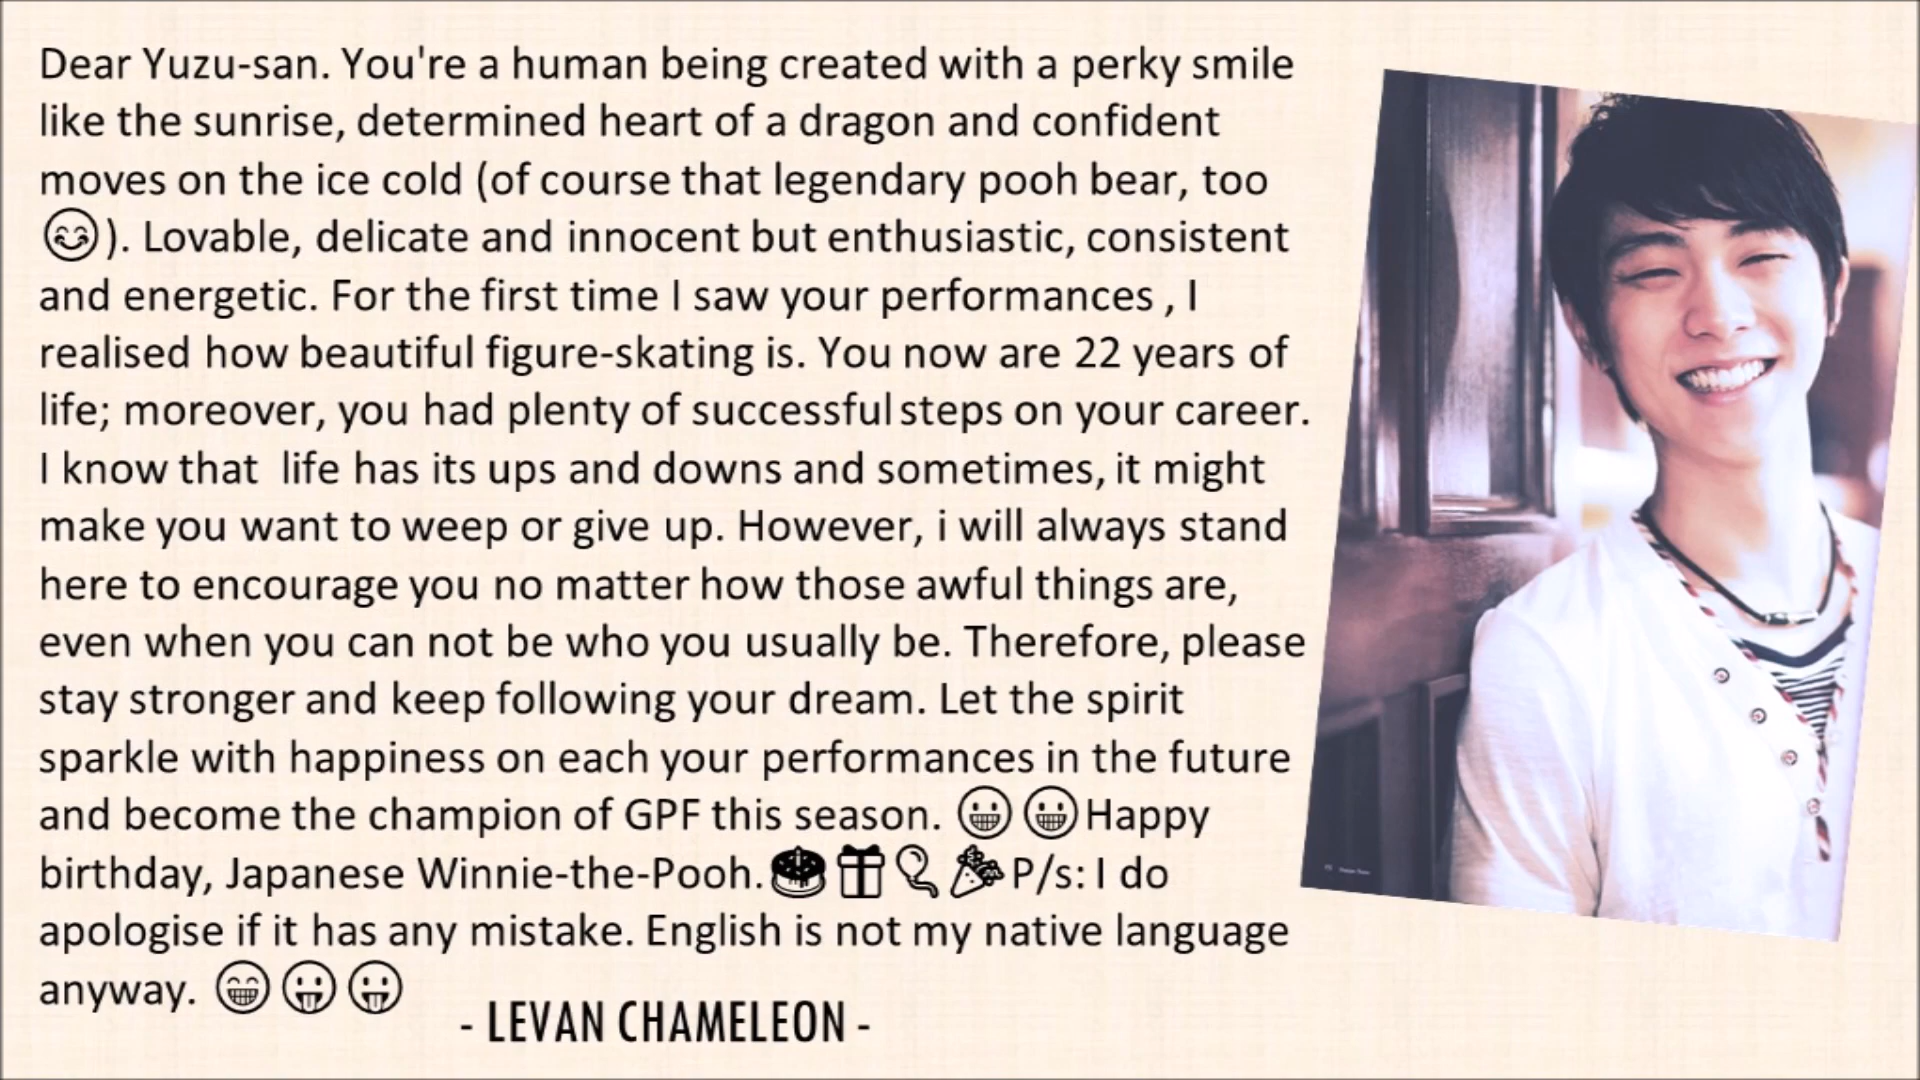 Dear Yuzu-san. You're a human being created with a perky smile
like the sunrise, determined heart of a dragon and confident
moves on the ice cold (of course that legendary pooh bear, too
😊). Lovable, delicate and innocent but enthusiastic, consistent
and energetic. For the first time I saw your performances , I
realised how beautiful figure-skating is. You now are 22 years of
life; moreover, you had plenty of successful steps on your career.
I know that  life has its ups and downs and sometimes, it might
make you want to weep or give up. However, i will always stand
here to encourage you no matter how those awful things are,
even when you can not be who you usually be. Therefore, please
stay stronger and keep following your dream. Let the spirit
sparkle with happiness on each your performances in the future
and become the champion of GPF this season. 😀😀Happy
birthday, Japanese Winnie-the-Pooh.🎂🎁🎈🎉P/s: I do
apologise if it has any mistake. English is not my native language
anyway. 😁😛😛
- LEVAN CHAMELEON -